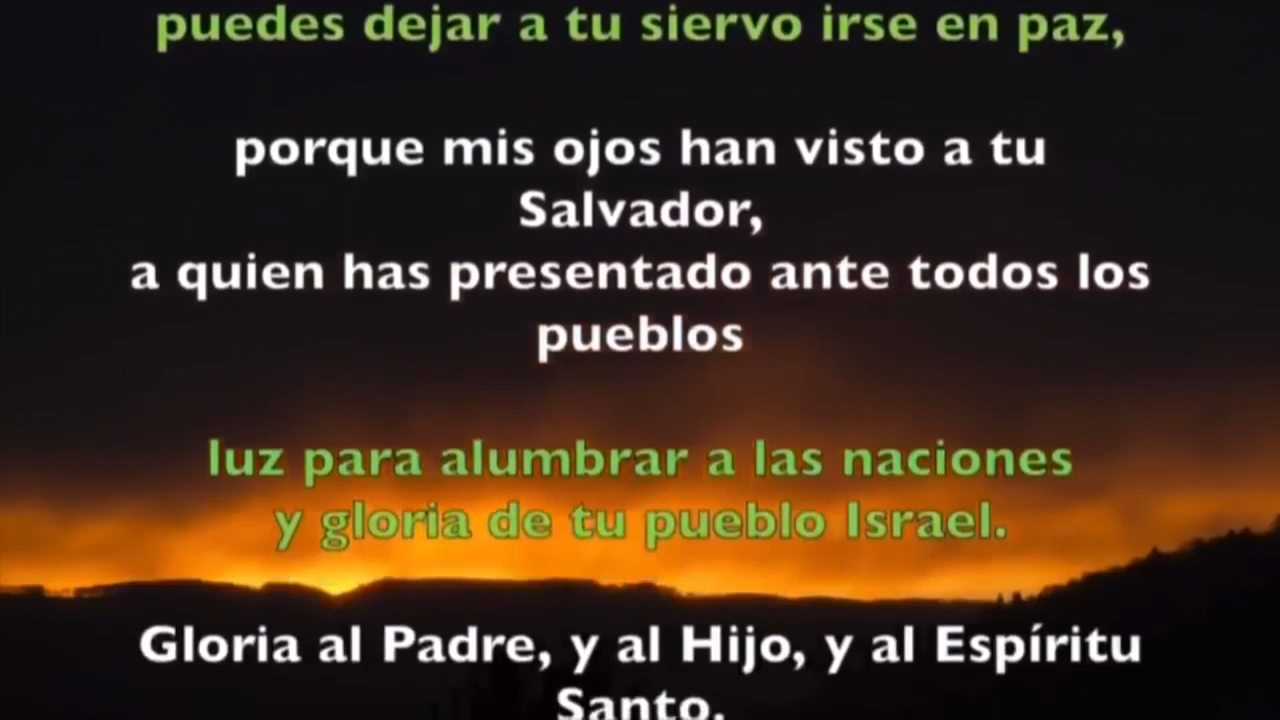 puedes dejar a tu siervo irse en paz,
porque mis ojos han visto a tu
Salvador,
a quien has presentado ante todos los
pueblos
luz para alumbrar a las naciones
y gloria de tu pueblo Israel.
Gloria al Padre, y al Hijo, y al Espíritu
Santo.